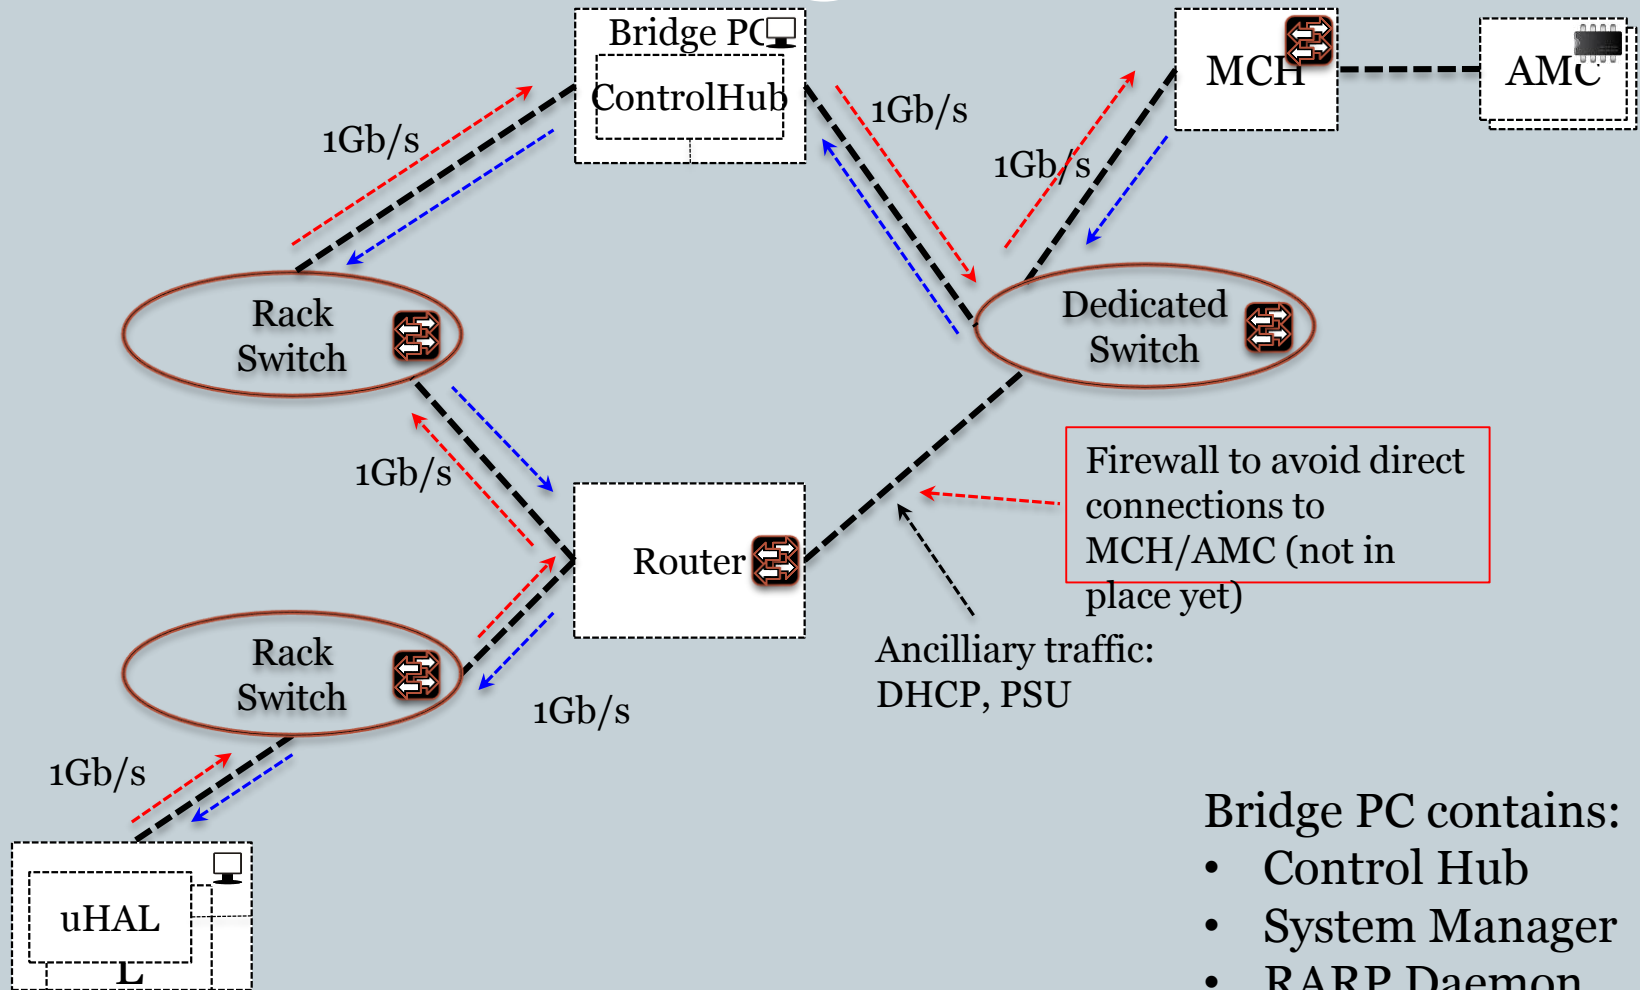 Bridge PC
ControlHub
MCH
AMC
1Gb/s
1Gb/s
1Gb/s
Rack
Switch
Dedicated
Switch
1Gb/s
Firewall to avoid direct
connections to
MCH/AMC (not in
place yet)
Router
Ancilliary traffic:
DHCP, PSU
Rack
Switch
1Gb/s
1Gb/s
Bridge PC contains:
• Control Hub
• System Manager
• RARP Daemon
uHAL
L